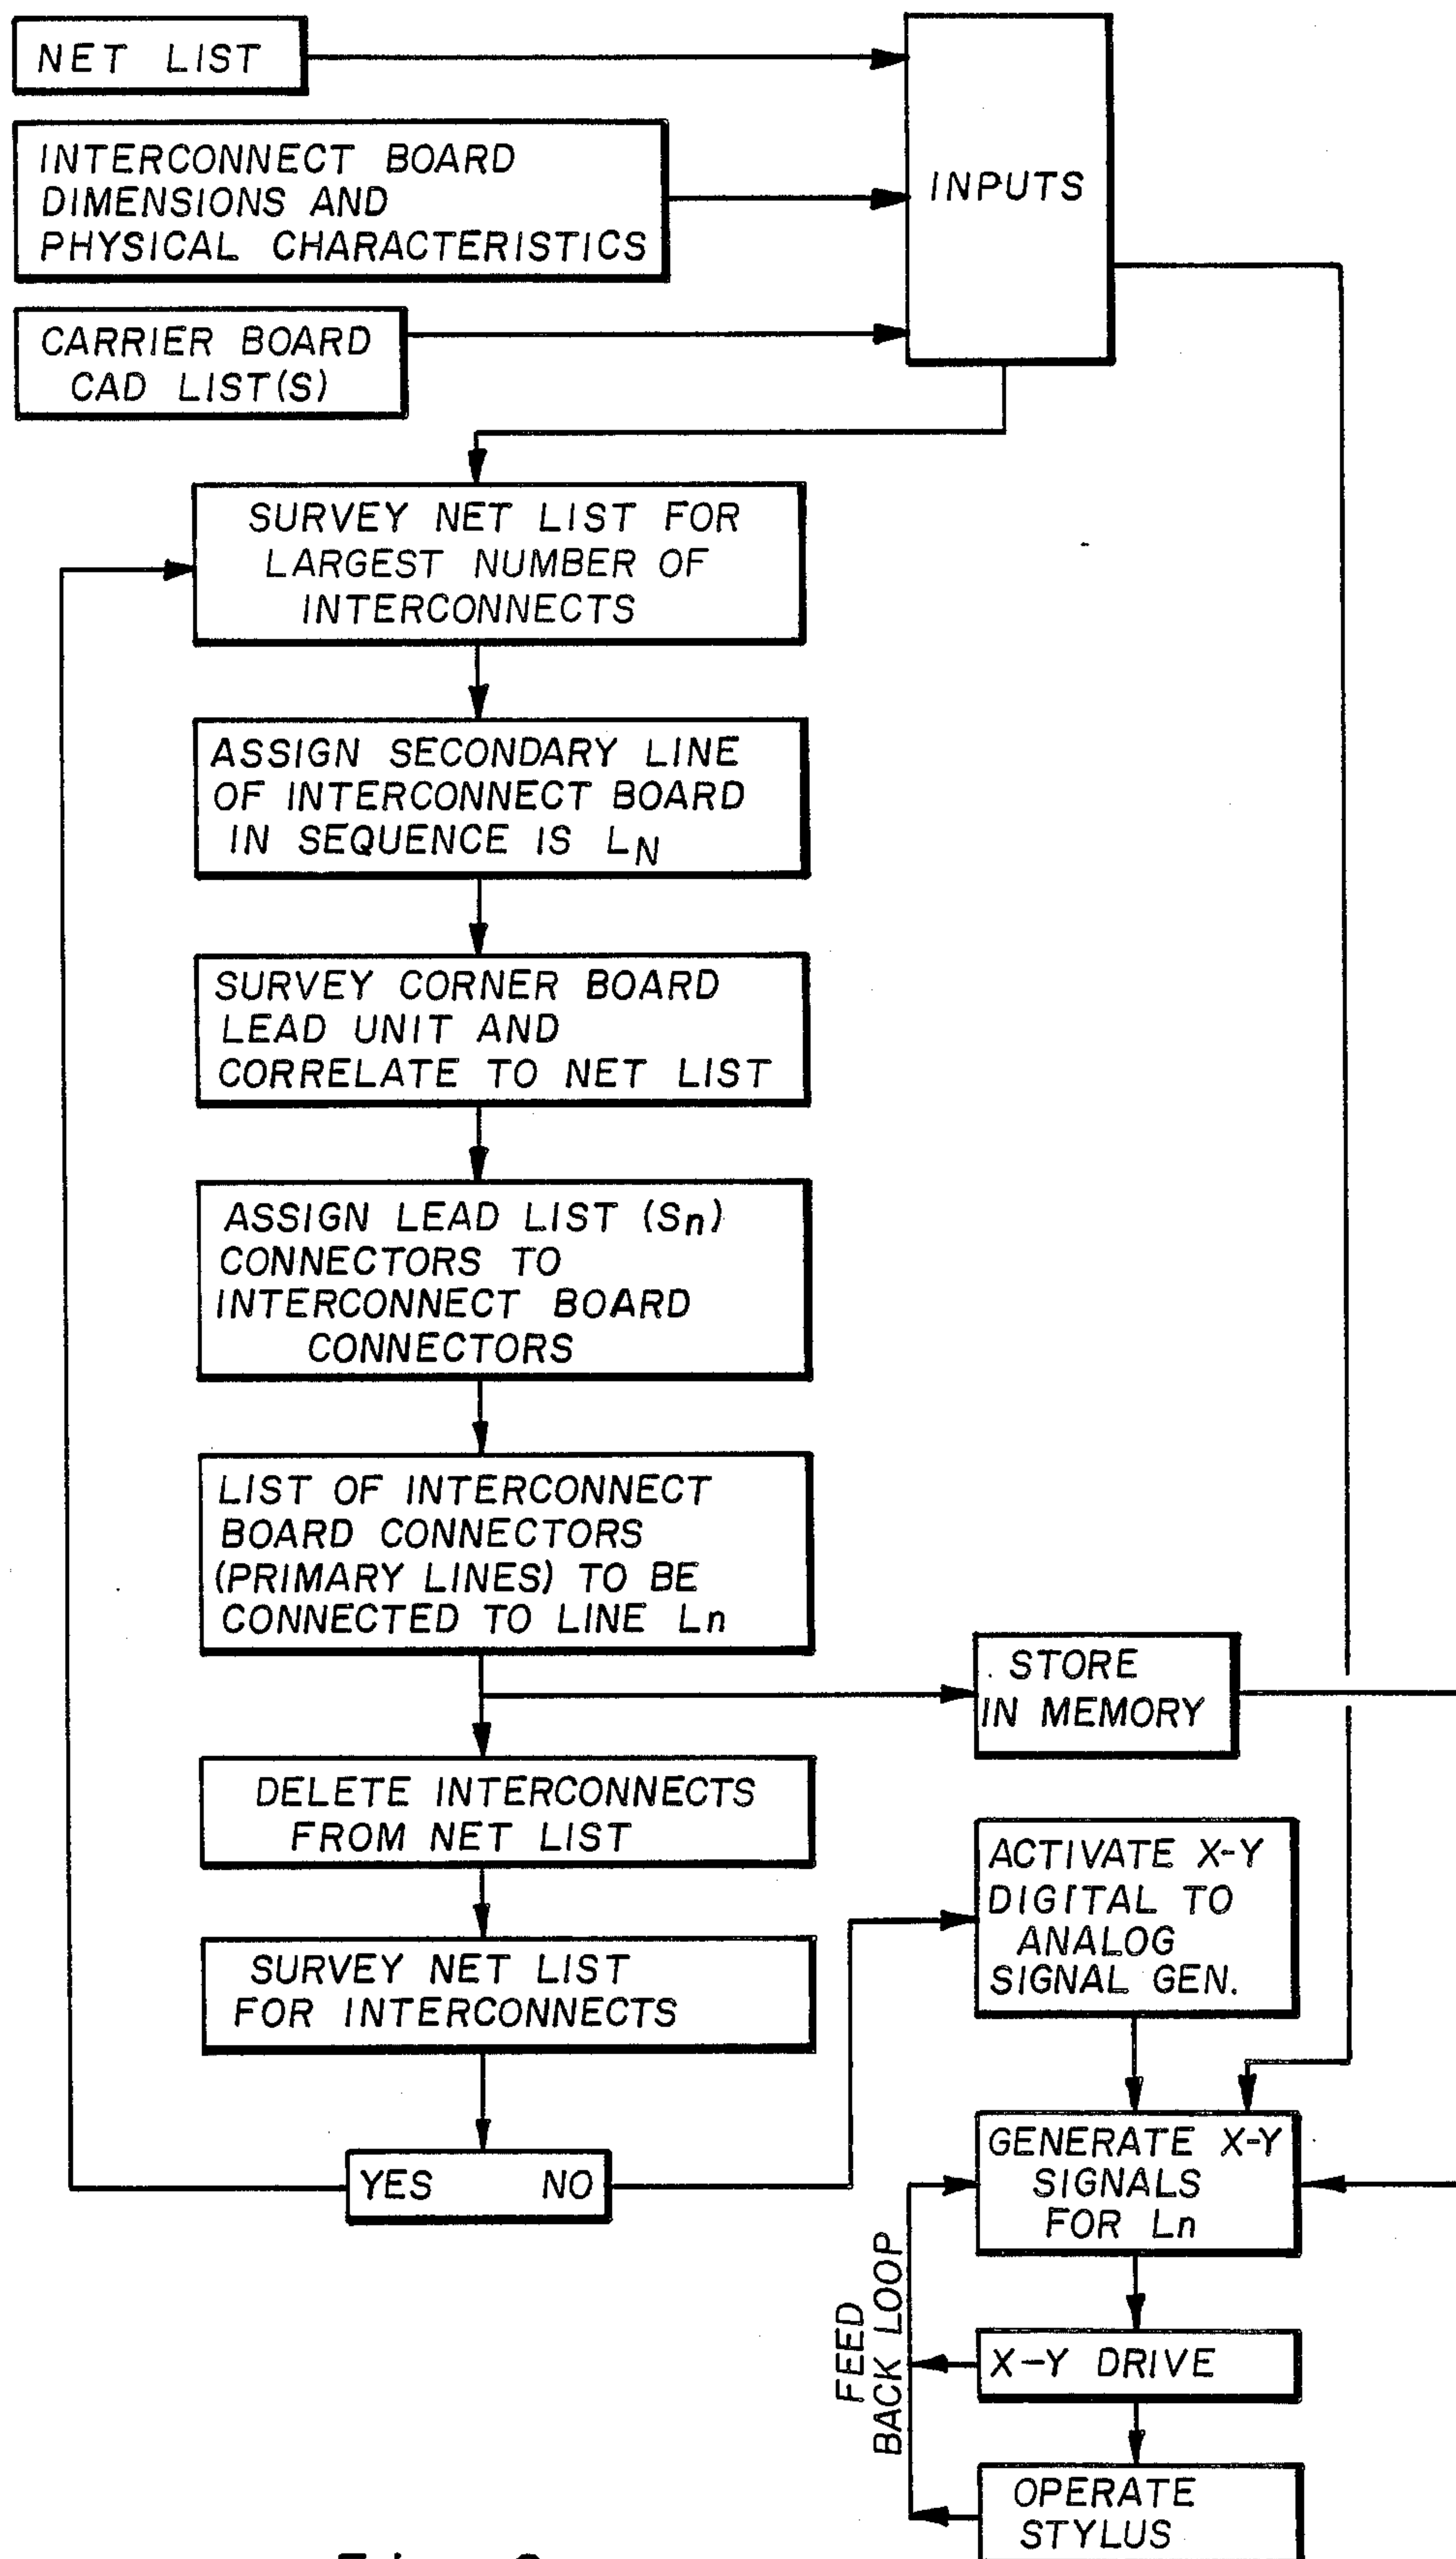 NET LIST
INTERCONNECT BOARD
DIMENSIONS AND
PHYSICAL CHARACTERISTICS
CARRIER BOARD
CAD LIST(S)
INPUTS
SURVEY NET LIST FOR
LARGEST NUMBER OF
INTERCONNECTS
ASSIGN SECONDARY LINE
OF INTERCONNECT BOARD
IN SEQUENCE IS LN
SURVEY CORNER BOARD
LEAD UNIT AND
CORRELATE TO NET LIST
ASSIGN LEAD LIST (Sn)
CONNECTORS TO
INTERCONNECT BOARD
CONNECTORS
LIST OF INTERCONNECT
BOARD CONNECTORS
(PRIMARY LINES) TO BE
CONNECTED TO LINE Ln
STORE
IN MEMORY
DELETE INTERCONNECTS
FROM NET LIST
SURVEY NET LIST
FOR INTERCONNECTS
YES NO
ACTIVATE X-Y
DIGITAL TO
ANALOG
SIGNAL GEN.
GENERATE X-Y
SIGNALS
FOR Ln
FEED
BACK LOOP
X-Y DRIVE
OPERATE
STYLUS